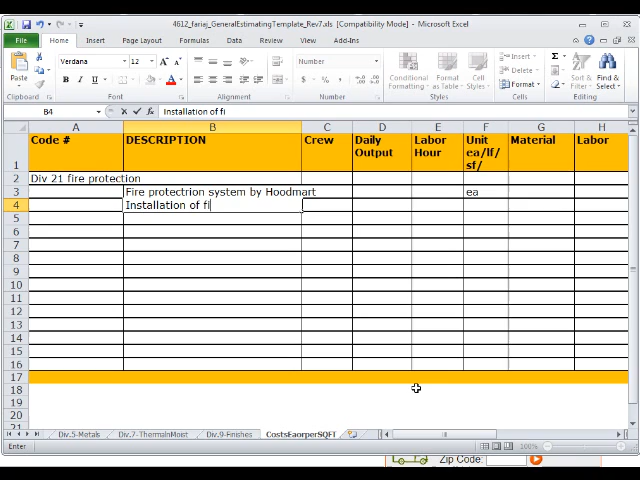 4612_fariaj_GeneralEstimatingTemplate_Rev7.xls [Compatibility Mode] - Microsoft Excel
File Home Insert Page Layout Formulas Data Review View Add-Ins
Paste Verdana 12 A A
B I U A $ % ,
Conditional Formatting Format as Table Cell Styles
Insert Delete Format
Sort & Filter Find & Select
Clipboard Font Alignment Number Styles Cells Editing
B4 fx Installation of fi
A B C D E F G H
1 Code # DESCRIPTION Crew Daily Output Labor Hour Unit ea/lf/ sf/ Material Labor
2 Div 21 fire protection
3 Fire protectrion system by Hoodmart ea
4 Installation of fi
5
6
7
8
9
10
11
12
13
14
15
16
17
18
19
20
21
Div.5-Metals Div.7-ThermlnMoist Div.9-Finishes CostsEaorperSQFT
Enter 100%
Zip Code: